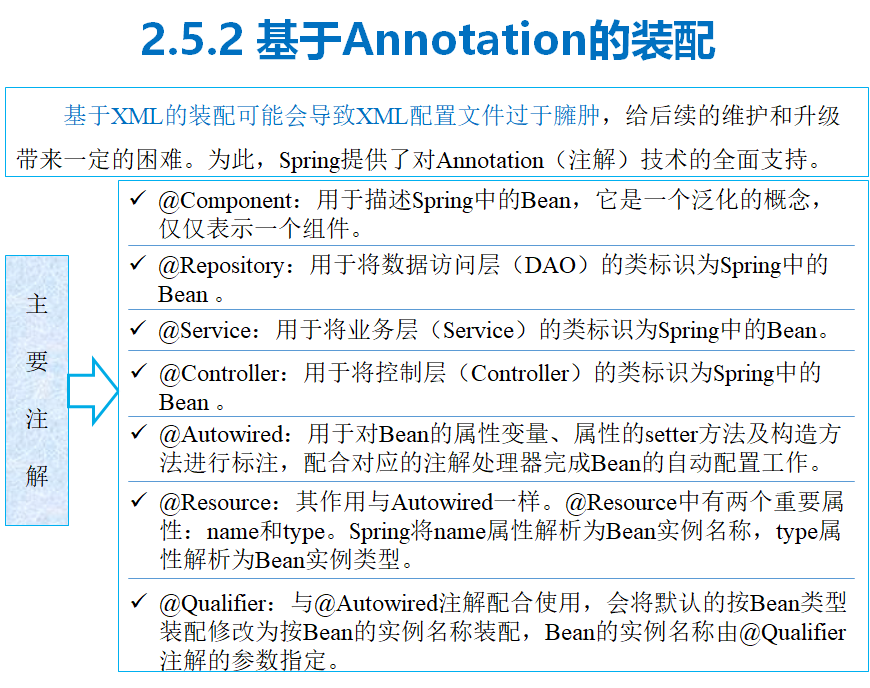 2.5.2 基于Annotation的装配
基于XML的装配可能会导致XML配置文件过于臃肿，给后续的维护和升级
带来一定的困难。为此，Spring提供了对Annotation（注解）技术的全面支持。
主
要
注
解
✓ @Component：用于描述Spring中的Bean，它是一个泛化的概念，
仅仅表示一个组件。
✓ @Repository：用于将数据访问层（DAO）的类标识为Spring中的
Bean 。
✓ @Service：用于将业务层（Service）的类标识为Spring中的Bean。
✓ @Controller：用于将控制层（Controller）的类标识为Spring中的
Bean 。
✓ @Autowired：用于对Bean的属性变量、属性的setter方法及构造方
法进行标注，配合对应的注解处理器完成Bean的自动配置工作。
✓ @Resource：其作用与Autowired一样。@Resource中有两个重要属
性：name和type。Spring将name属性解析为Bean实例名称，type属
性解析为Bean实例类型。
✓ @Qualifier：与@Autowired注解配合使用，会将默认的按Bean类型
装配修改为按Bean的实例名称装配，Bean的实例名称由@Qualifier
注解的参数指定。